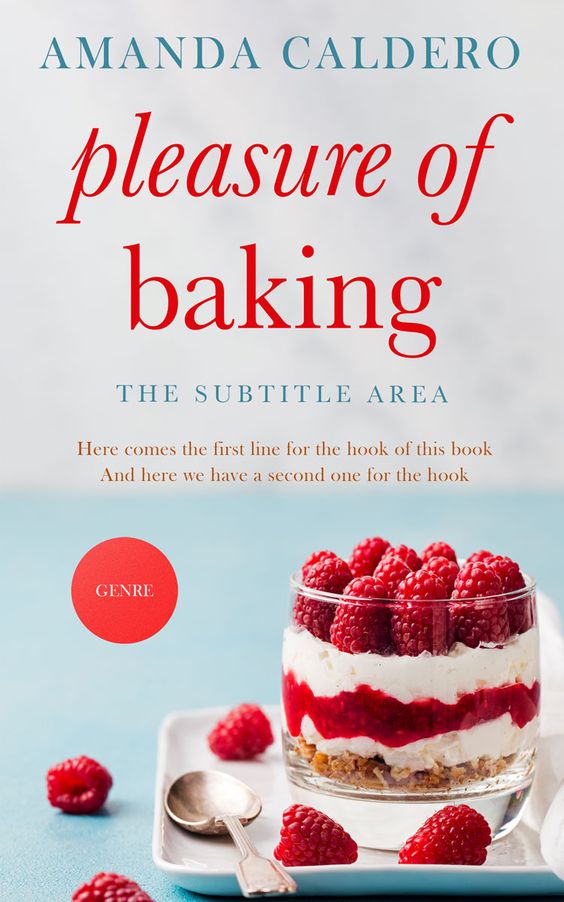 AMANDA CALDERO
pleasure of
baking
THE SUBTITLE AREA
Here comes the first line for the hook of this book
And here we have a second one for the hook
GENRE